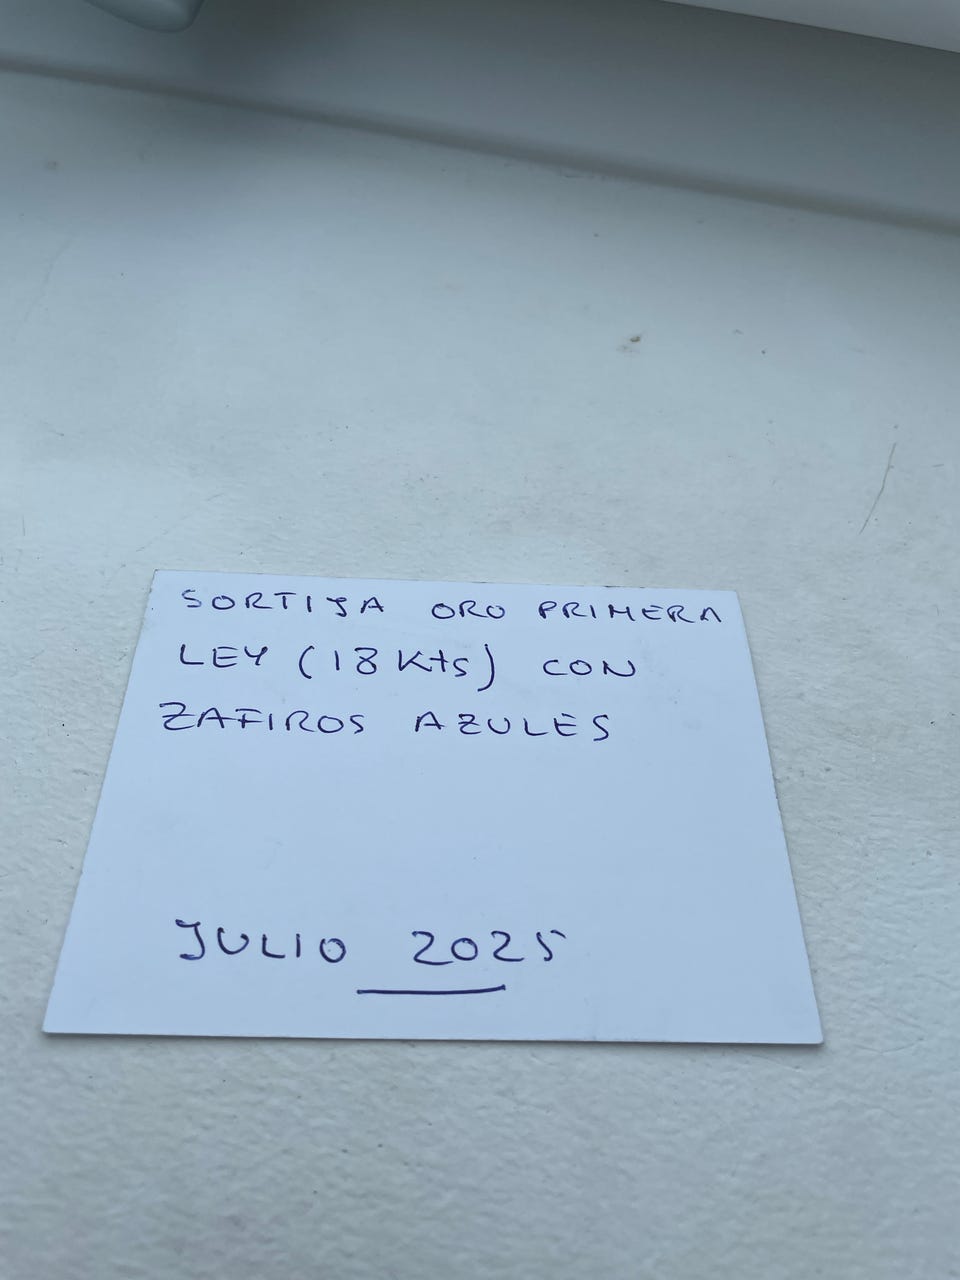 SORTIJA ORO PRIMERA
LEY (18 Kts) CON
ZAFIROS AZULES
JULIO 2025